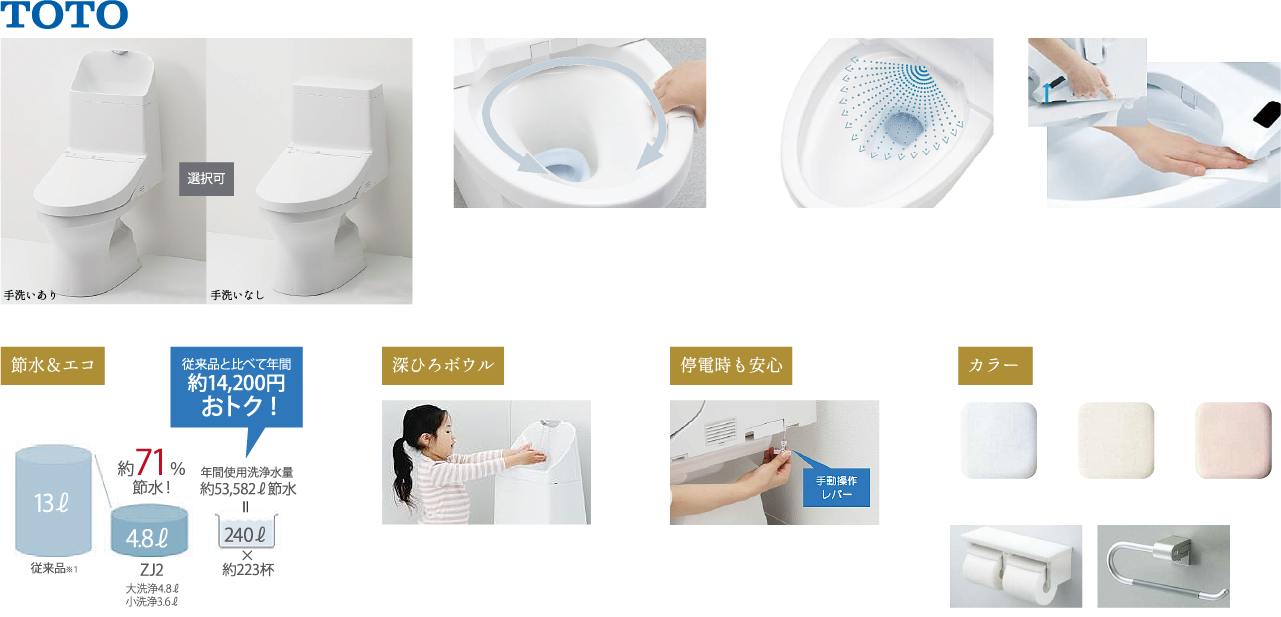 TOTO
選択可
手洗いあり
手洗いなし
節水＆エコ
従来品と比べて年間
約14,200円
おトク！
約71%
節水！
13ℓ
4.8ℓ
従来品※1
ZJ2
大洗浄4.8ℓ
小洗浄3.6ℓ
年間使用洗浄水量
約53,582ℓ節水
=
240ℓ
×
約223杯
深ひろボウル
停電時も安心
手動操作
レバー
カラー